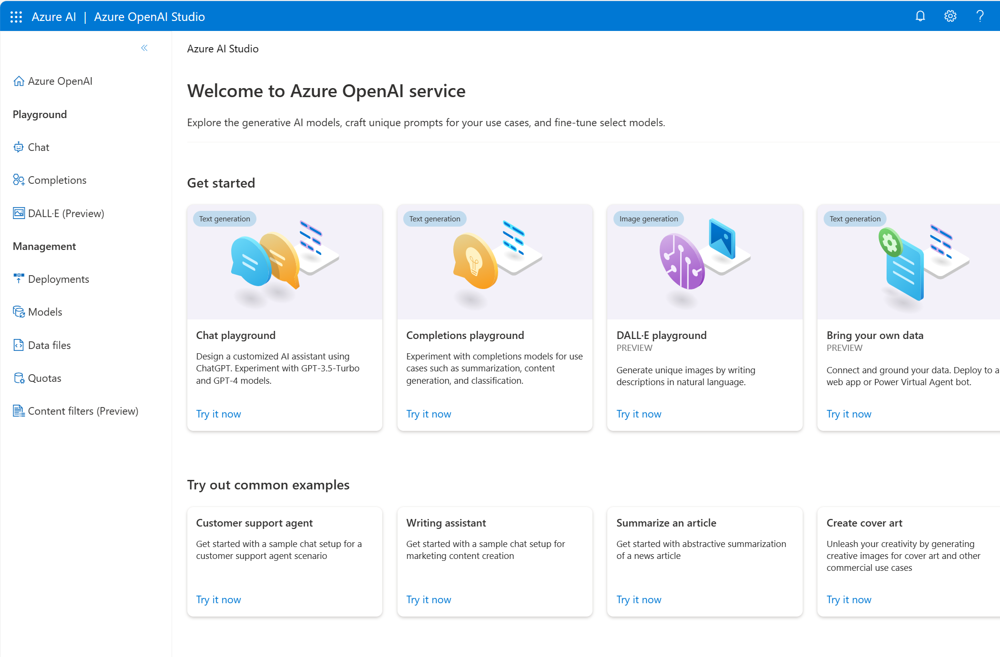 Azure AI | Azure OpenAI Studio
Azure OpenAI
Playground
Chat
Completions
DALL·E (Preview)
Management
Deployments
Models
Data files
Quotas
Content filters (Preview)
Azure AI Studio
Welcome to Azure OpenAI service
Explore the generative AI models, craft unique prompts for your use cases, and fine-tune select models.
Get started
Text generation
Chat playground
Design a customized AI assistant using
ChatGPT. Experiment with GPT-3.5-Turbo
and GPT-4 models.
Try it now
Text generation
Completions playground
Experiment with completions models for use
cases such as summarization, content
generation, and classification.
Try it now
Image generation
DALL·E playground
PREVIEW
Generate unique images by writing
descriptions in natural language.
Try it now
Text generation
Bring your own data
PREVIEW
Connect and ground your data. Deploy to a
web app or Power Virtual Agent bot.
Try it now
Try out common examples
Customer support agent
Get started with a sample chat setup for a
customer support agent scenario
Try it now
Writing assistant
Get started with a sample chat setup for
marketing content creation
Try it now
Summarize an article
Get started with abstractive summarization
of a news article
Try it now
Create cover art
Unleash your creativity by generating
creative images for cover art and other
commercial use cases
Try it now